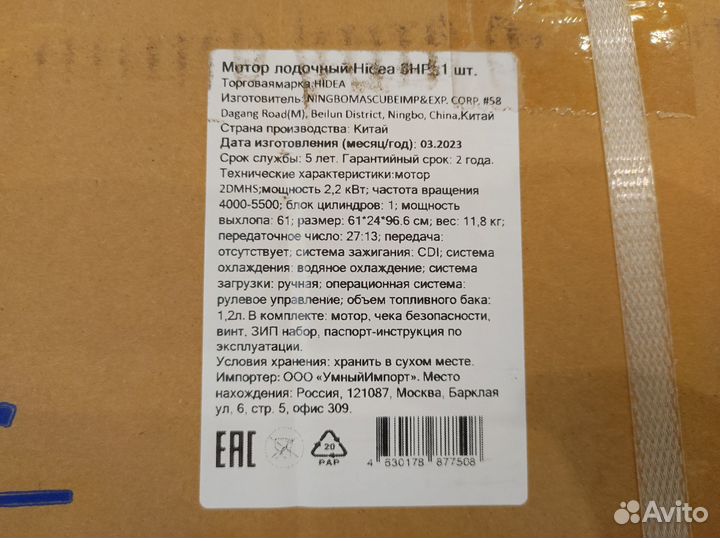 Мотор лодочный Hidea 3HP, 1 шт.
Торговаямарка:HIDEA
Изготовитель: NINGBOMASCUBEIMP&EXP. CORP. #58
Dagang Road(M), Beilun District, Ningbo, China,Китай
Страна производства: Китай
Дата изготовления (месяц/год): 03.2023
Срок службы: 5 лет. Гарантийный срок: 2 года.
Технические характеристики:мотор
2DMHS;мощность 2,2 кВт; частота вращения
4000-5500; блок цилиндров: 1; мощность
выхлопа: 61; размер: 61*24*96.6 см; вес: 11,8 кг;
передаточное число: 27:13; передача:
отсутствует; система зажигания: CDI; система
охлаждения: водяное охлаждение; система
загрузки: ручная; операционная система:
рулевое управление; объем топливного бака:
1,2л. В комплекте: мотор, чека безопасности,
винт, ЗИП набор, паспорт-инструкция по
эксплуатации.
Условия хранения: хранить в сухом месте.
Импортер: ООО «УмныйИмпорт». Место
нахождения: Россия, 121087, Москва, Барклая
ул, 6, стр. 5, офис 309.
EAC
20
PAP
4 630178 877508
Avito